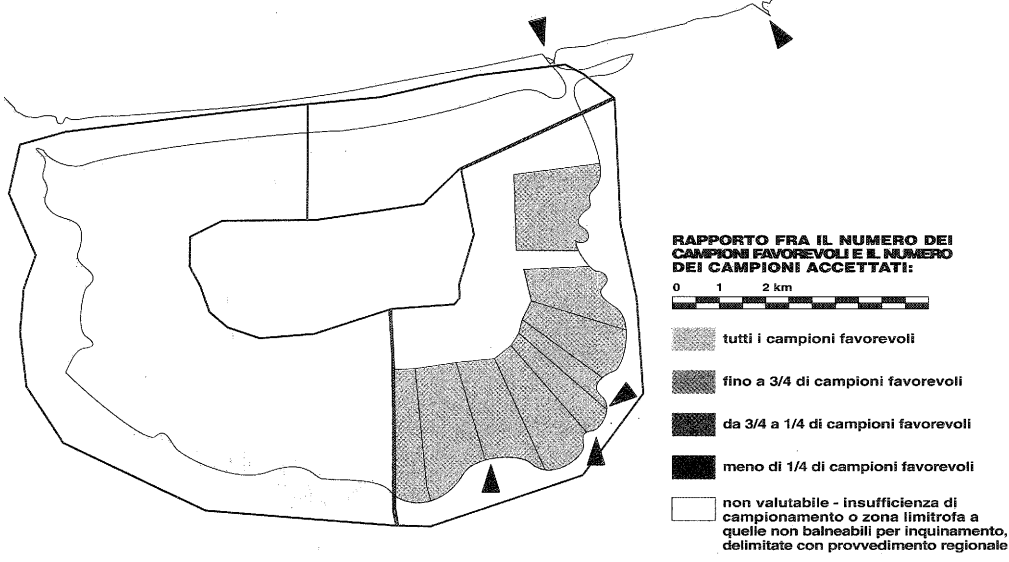 RAPPORTO FRA IL NUMERO DEI
CAMPIONI FAVOREVOLI E IL NUMERO
DEI CAMPIONI ACCETTATI:
0 1 2 km
tutti i campioni favorevoli
fino a 3/4 di campioni favorevoli
da 3/4 a 1/4 di campioni favorevoli
meno di 1/4 di campioni favorevoli
non valutabile - insufficienza di
campionamento o zona limitrofa a
quelle non balneabili per inquinamento,
delimitate con provvedimento regionale